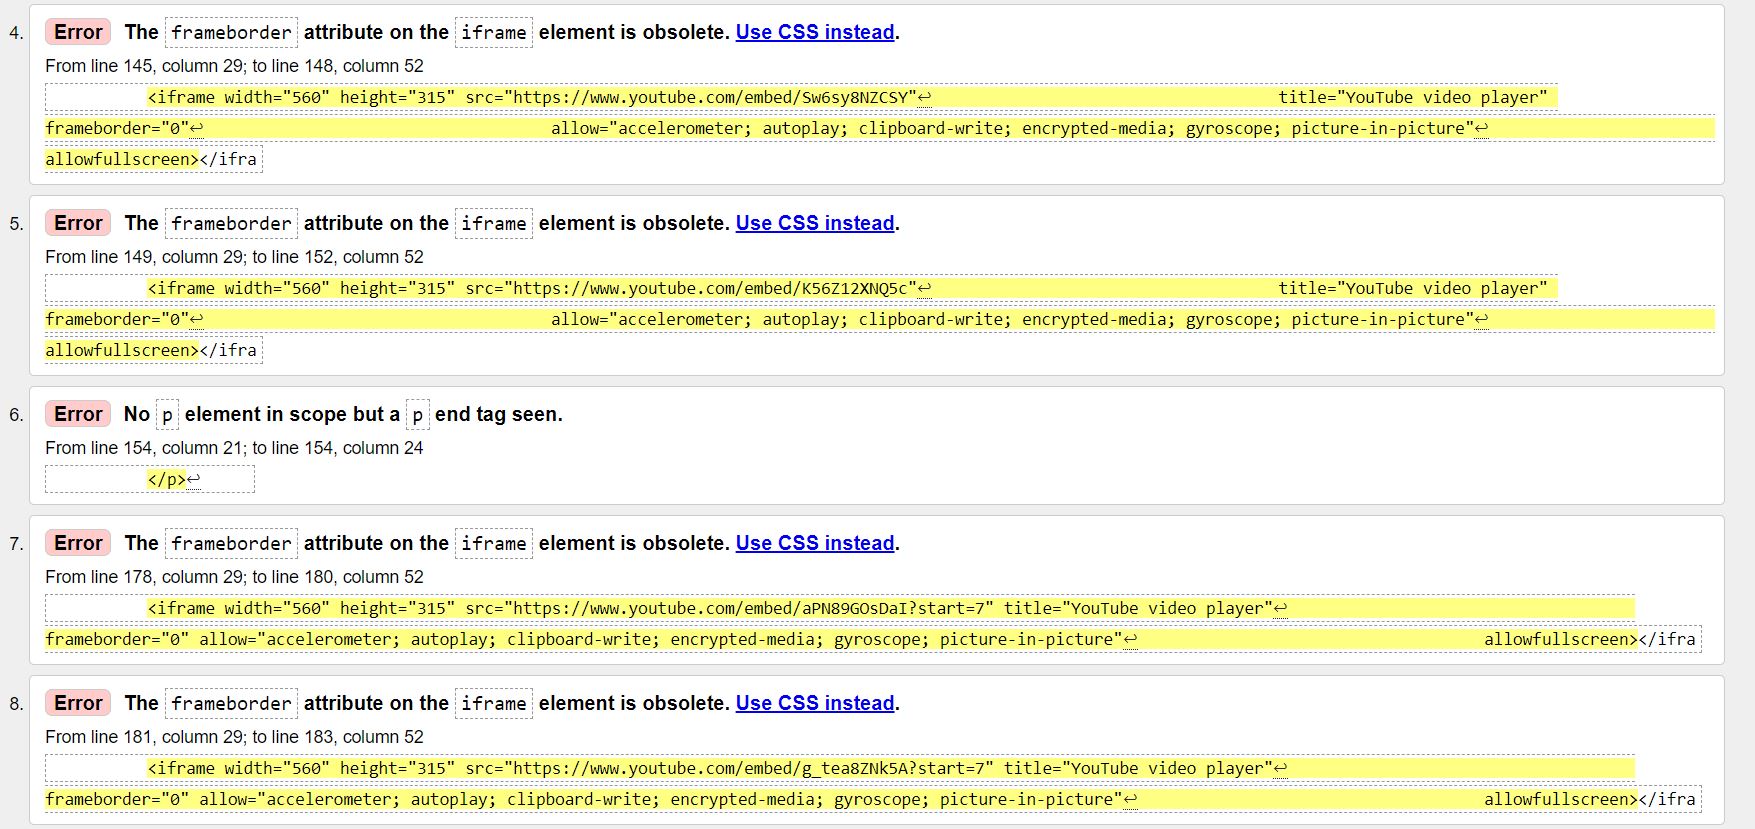 4. Error The frameborder attribute on the iframe element is obsolete. Use CSS instead.
From line 145, column 29; to line 148, column 52
<iframe width="560" height="315" src="https://www.youtube.com/embed/Sw6sy8NZCSY"↩ title="YouTube video player"
frameborder="0"↩ allow="accelerometer; autoplay; clipboard-write; encrypted-media; gyroscope; picture-in-picture"↩
allowfullscreen></ifra
5. Error The frameborder attribute on the iframe element is obsolete. Use CSS instead.
From line 149, column 29; to line 152, column 52
<iframe width="560" height="315" src="https://www.youtube.com/embed/K56Z12XNQ5c"↩ title="YouTube video player"
frameborder="0"↩ allow="accelerometer; autoplay; clipboard-write; encrypted-media; gyroscope; picture-in-picture"↩
allowfullscreen></ifra
6. Error No p element in scope but a p end tag seen.
From line 154, column 21; to line 154, column 24
</p>↩
7. Error The frameborder attribute on the iframe element is obsolete. Use CSS instead.
From line 178, column 29; to line 180, column 52
<iframe width="560" height="315" src="https://www.youtube.com/embed/aPN89GOsDaI?start=7" title="YouTube video player"↩
frameborder="0" allow="accelerometer; autoplay; clipboard-write; encrypted-media; gyroscope; picture-in-picture"↩ allowfullscreen></ifra
8. Error The frameborder attribute on the iframe element is obsolete. Use CSS instead.
From line 181, column 29; to line 183, column 52
<iframe width="560" height="315" src="https://www.youtube.com/embed/g_tea8ZNk5A?start=7" title="YouTube video player"↩
frameborder="0" allow="accelerometer; autoplay; clipboard-write; encrypted-media; gyroscope; picture-in-picture"↩ allowfullscreen></ifra